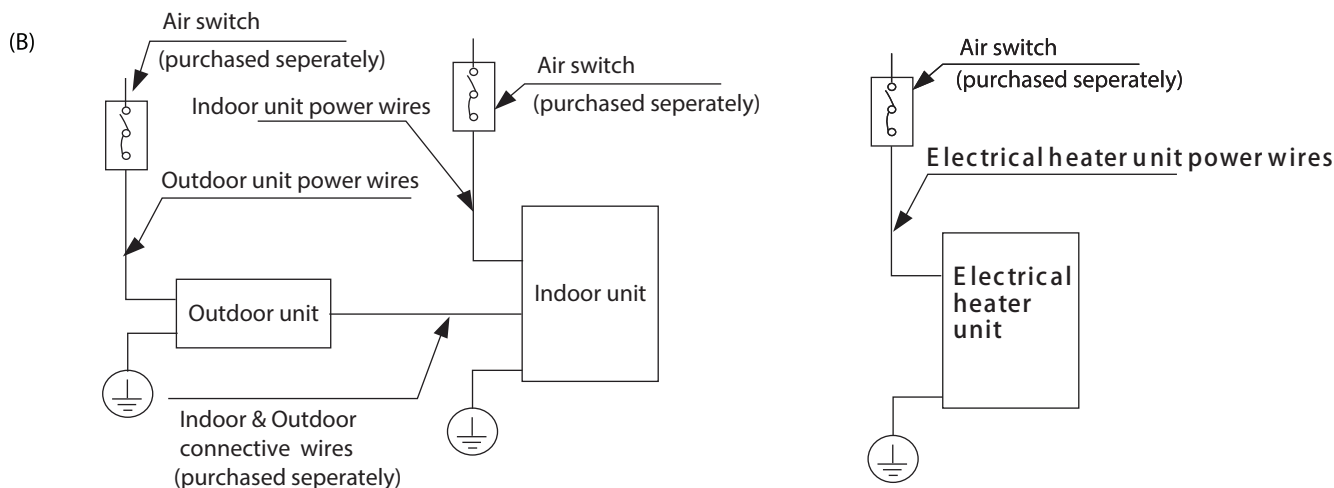 (B)
Air switch
(purchased seperately)
Indoor unit power wires
Air switch
(purchased seperately)
Outdoor unit power wires
Outdoor unit
Indoor unit
Indoor & Outdoor
connective wires
(purchased seperately)
Air switch
(purchased seperately)
Electrical heater unit power wires
Electrical
heater
unit